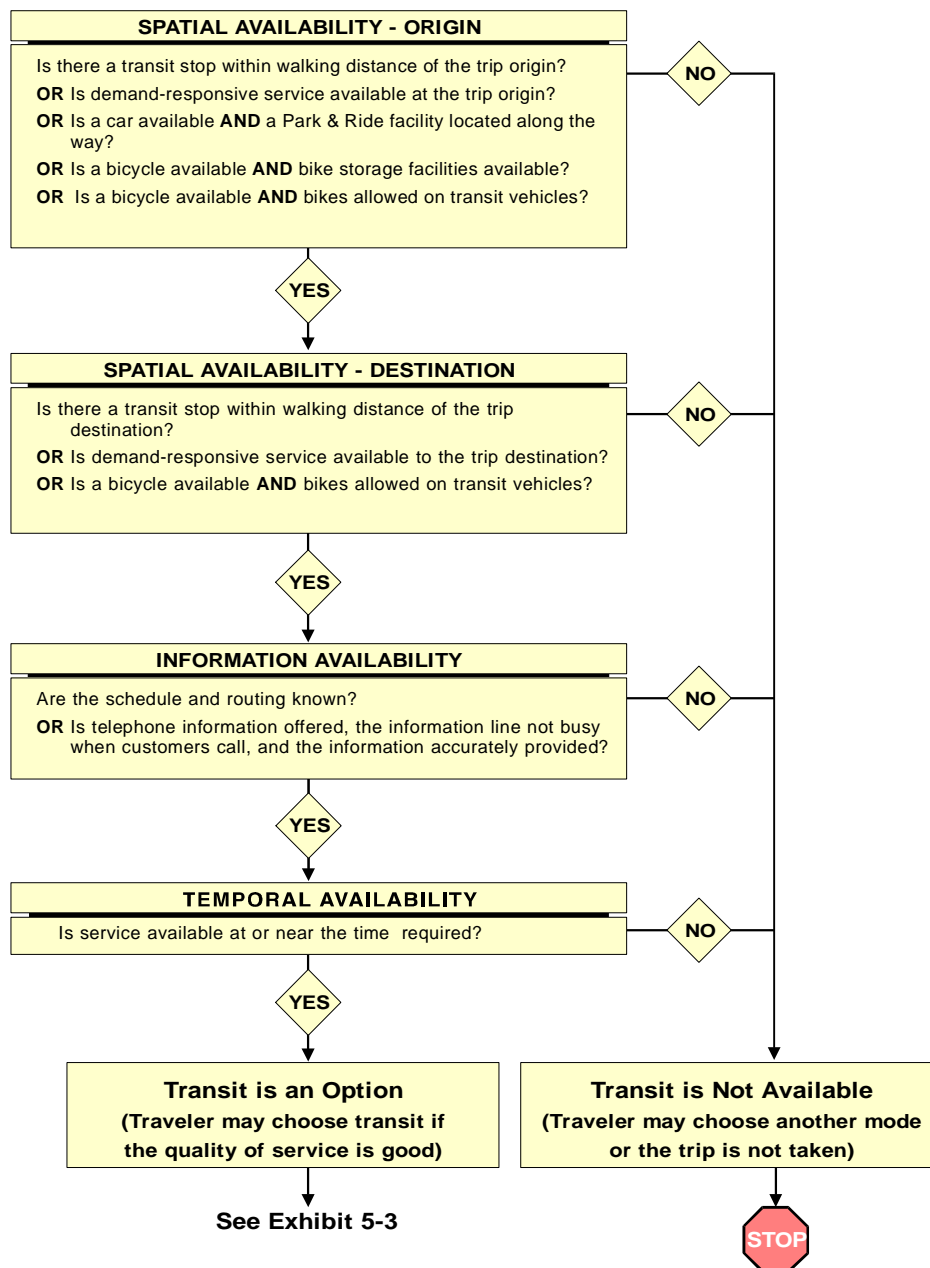 SPATIAL AVAILABILITY - ORIGIN
Is there a transit stop within walking distance of the trip origin?
OR Is demand-responsive service available at the trip origin?
OR Is a car available AND a Park & Ride facility located along the
way?
OR Is a bicycle available AND bike storage facilities available?
OR Is a bicycle available AND bikes allowed on transit vehicles?
NO
YES
SPATIAL AVAILABILITY - DESTINATION
Is there a transit stop within walking distance of the trip
destination?
OR Is demand-responsive service available to the trip destination?
OR Is a bicycle available AND bikes allowed on transit vehicles?
NO
YES
INFORMATION AVAILABILITY
Are the schedule and routing known?
OR Is telephone information offered, the information line not busy
when customers call, and the information accurately provided?
NO
YES
TEMPORAL AVAILABILITY
Is service available at or near the time required?
NO
YES
Transit is an Option
(Traveler may choose transit if
the quality of service is good)
See Exhibit 5-3
Transit is Not Available
(Traveler may choose another mode
or the trip is not taken)
STOP